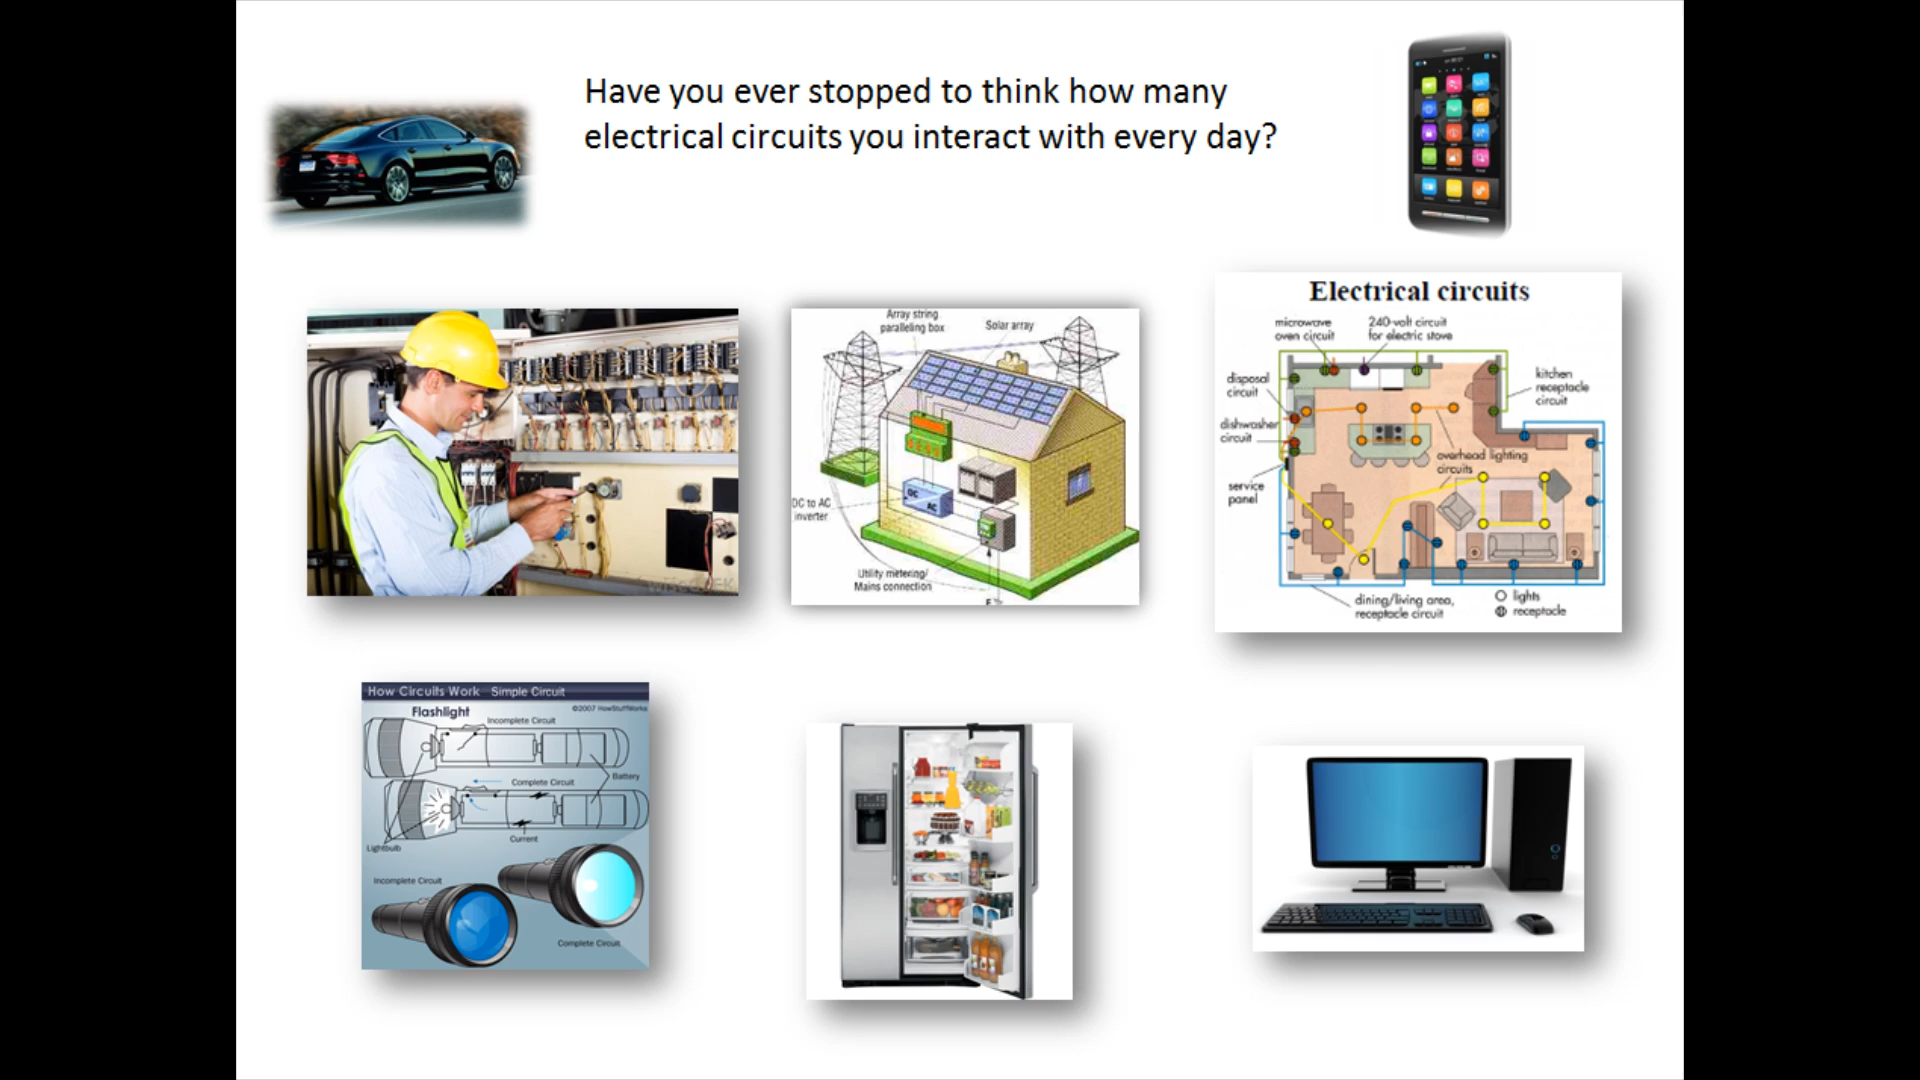 Have you ever stopped to think how many
electrical circuits you interact with every day?
Array string
paralleling box
Solar array
DC to AC
inverter
DC
AC
Utility metering/
Mains connection
Electrical circuits
microwave
oven circuit
240-volt circuit
for electric stove
disposal
circuit
kitchen
receptacle
circuit
dishwasher
circuit
overhead lighting
circuits
service
panel
dining/living area,
receptacle circuit
lights
receptacle
How Circuits Work Simple Circuit
©2007 HowStuffWorks
Flashlight
Incomplete Circuit
Battery
Complete Circuit
Current
Lightbulb
Incomplete Circuit
Complete Circuit